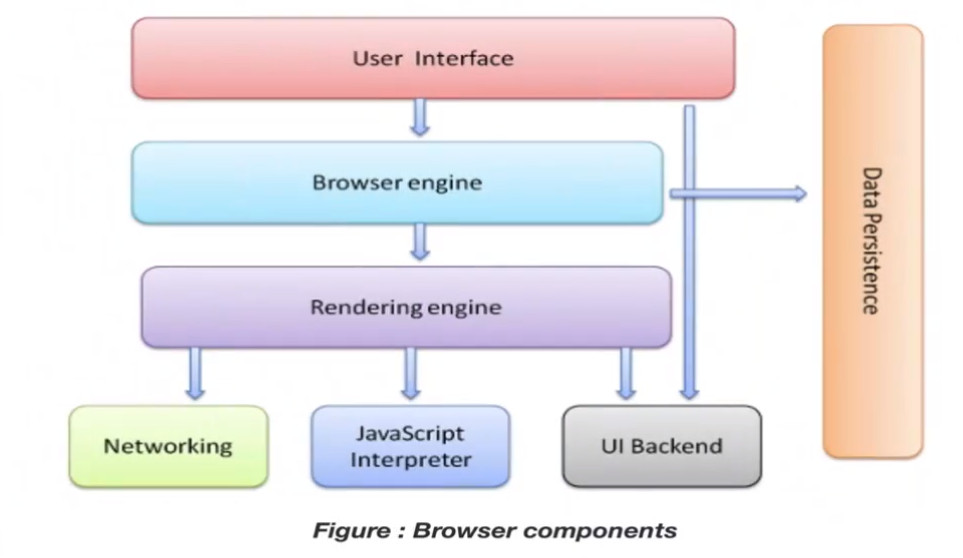 User Interface
Browser engine
Rendering engine
Networking
JavaScript
Interpreter
UI Backend
Data Persistence
Figure : Browser components